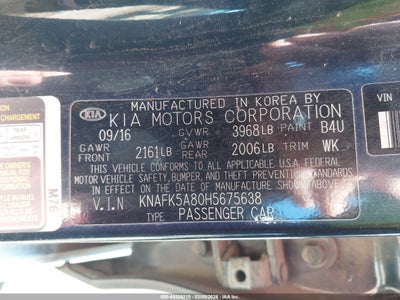 MANUFACTURED IN KOREA BY
KIA KIA MOTORS CORPORATION
09/16 GVWR 3968LB PAINT B4U
GAWR FRONT 2161LB GAWR REAR 2006LB TRIM WK
THIS VEHICLE CONFORMS TO ALL APPLICABLE U.S.A. FEDERAL
MOTOR VEHICLE SAFETY, BUMPER, AND THEFT PREVENTION STANDARDS
IN EFFECT ON THE DATE OF MANUFACTURE SHOWN ABOVE.
V.I.N KNAFK5A80H5675638
TYPE PASSENGER CAR
M76
VIN